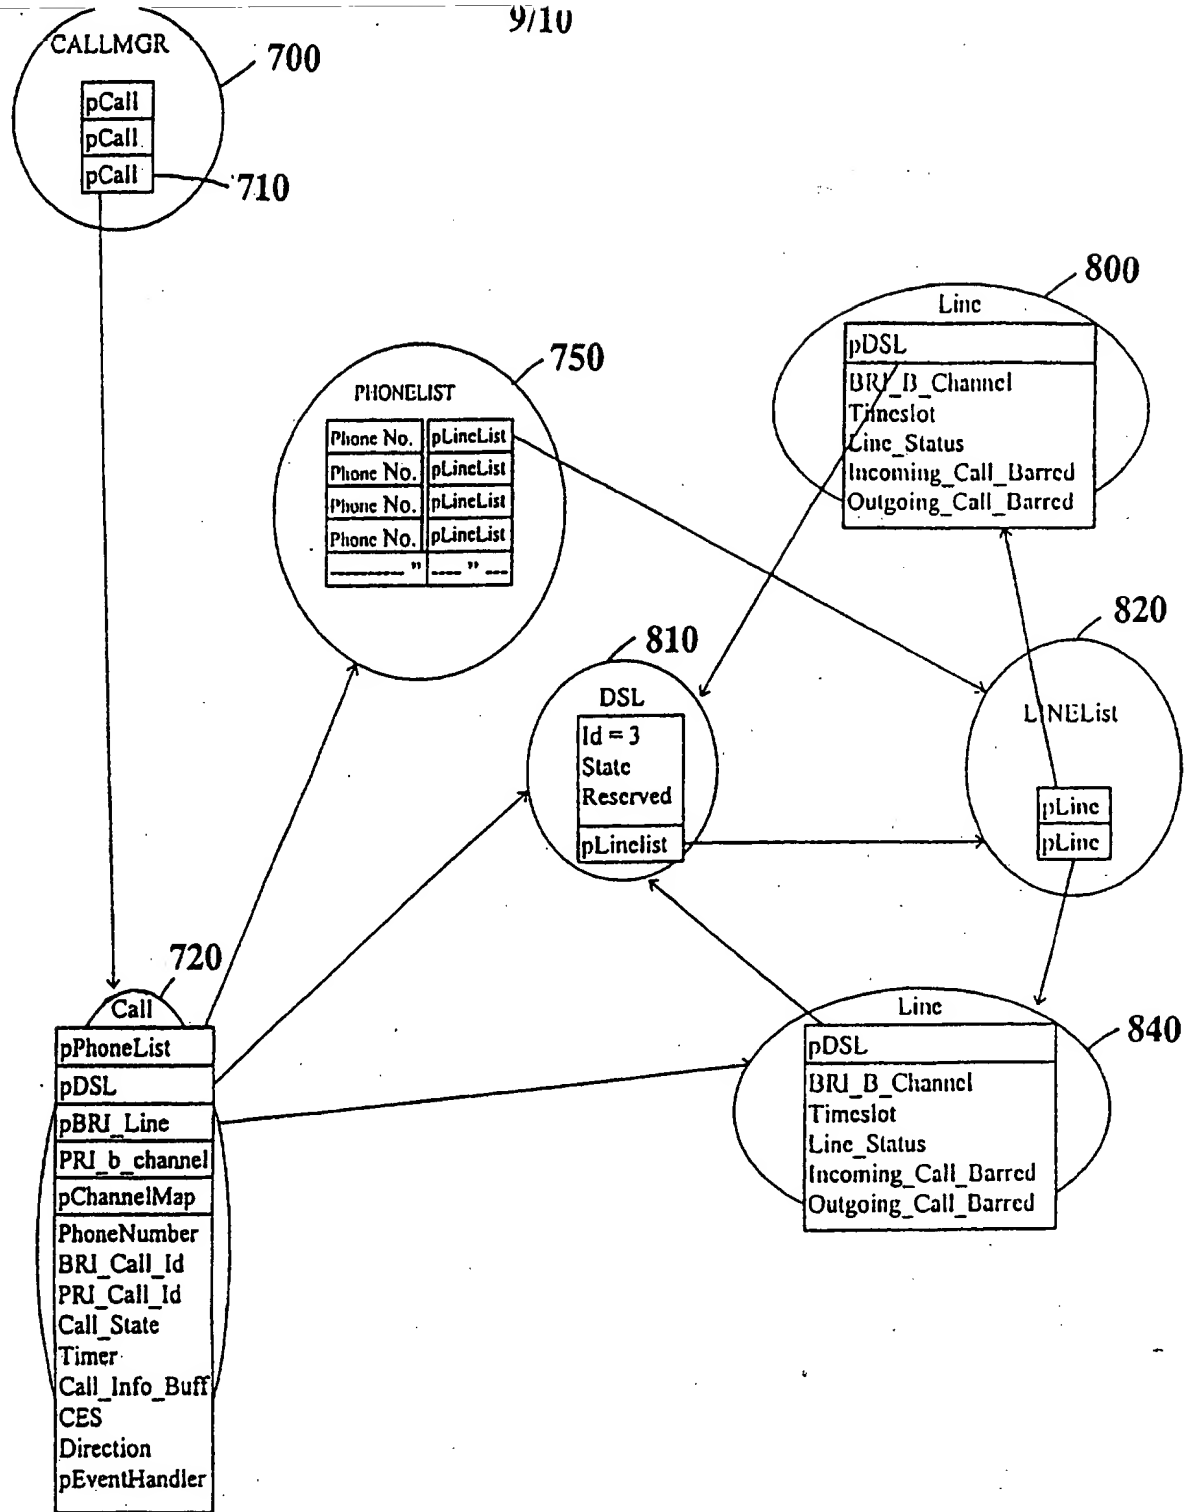 9/10
CALLMGR
700
pCall
pCall
pCall
710
800
Line
pDSL
BRI_B_Channel
Timeslot
Line_Status
Incoming_Call_Barred
Outgoing_Call_Barred
750
PHONELIST
Phone No. pLineList
Phone No. pLineList
Phone No. pLineList
Phone No. pLineList
-------- " ---- " ---
820
LINEList
pLine
pLine
810
DSL
Id = 3
State
Reserved
pLinelist
720
Call
pPhoneList
pDSL
pBRI_Line
PRI_b_channel
pChannelMap
PhoneNumber
BRI_Call_Id
PRI_Call_Id
Call_State
Timer
Call_Info_Buff
CES
Direction
pEventHandler
Line
840
pDSL
BRI_B_Channel
Timeslot
Line_Status
Incoming_Call_Barred
Outgoing_Call_Barred